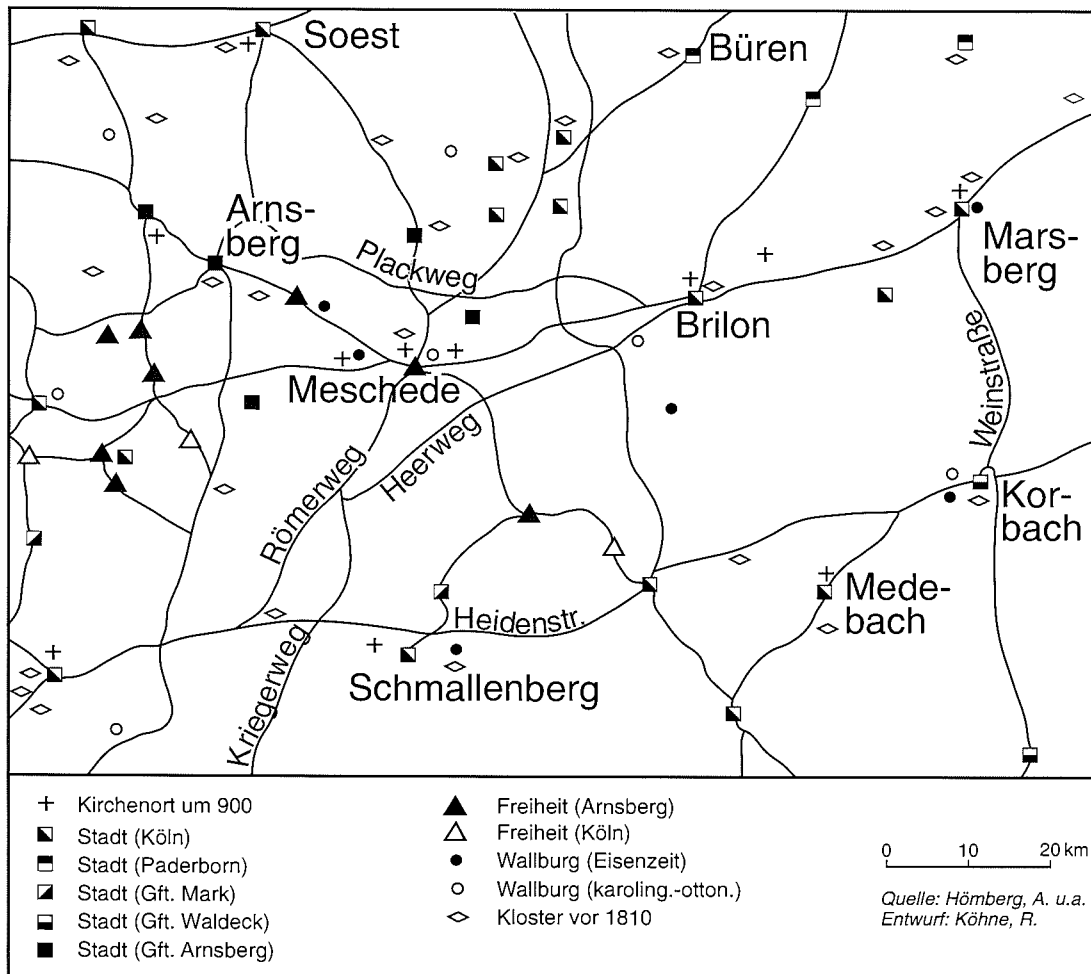 Soest
Büren
Arns-
berg
Plackweg
Mars-
berg
Brilon
Meschede
Weinstraße
Heerweg
Römerweg
Kor-
bach
Mede-
bach
Heidenstr.
Schmallenberg
Kriegerweg
Kirchenort um 900
Stadt (Köln)
Stadt (Paderborn)
Stadt (Gft. Mark)
Stadt (Gft. Waldeck)
Stadt (Gft. Arnsberg)
Freiheit (Arnsberg)
Freiheit (Köln)
Wallburg (Eisenzeit)
Wallburg (karoling.-otton.)
Kloster vor 1810
0 10 20 km
Quelle: Hömberg, A. u.a.
Entwurf: Köhne, R.